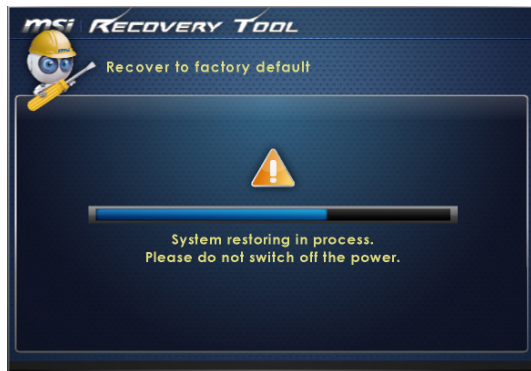 msi RECOVERY TOOL
Recover to factory default
System restoring in process.
Please do not switch off the power.